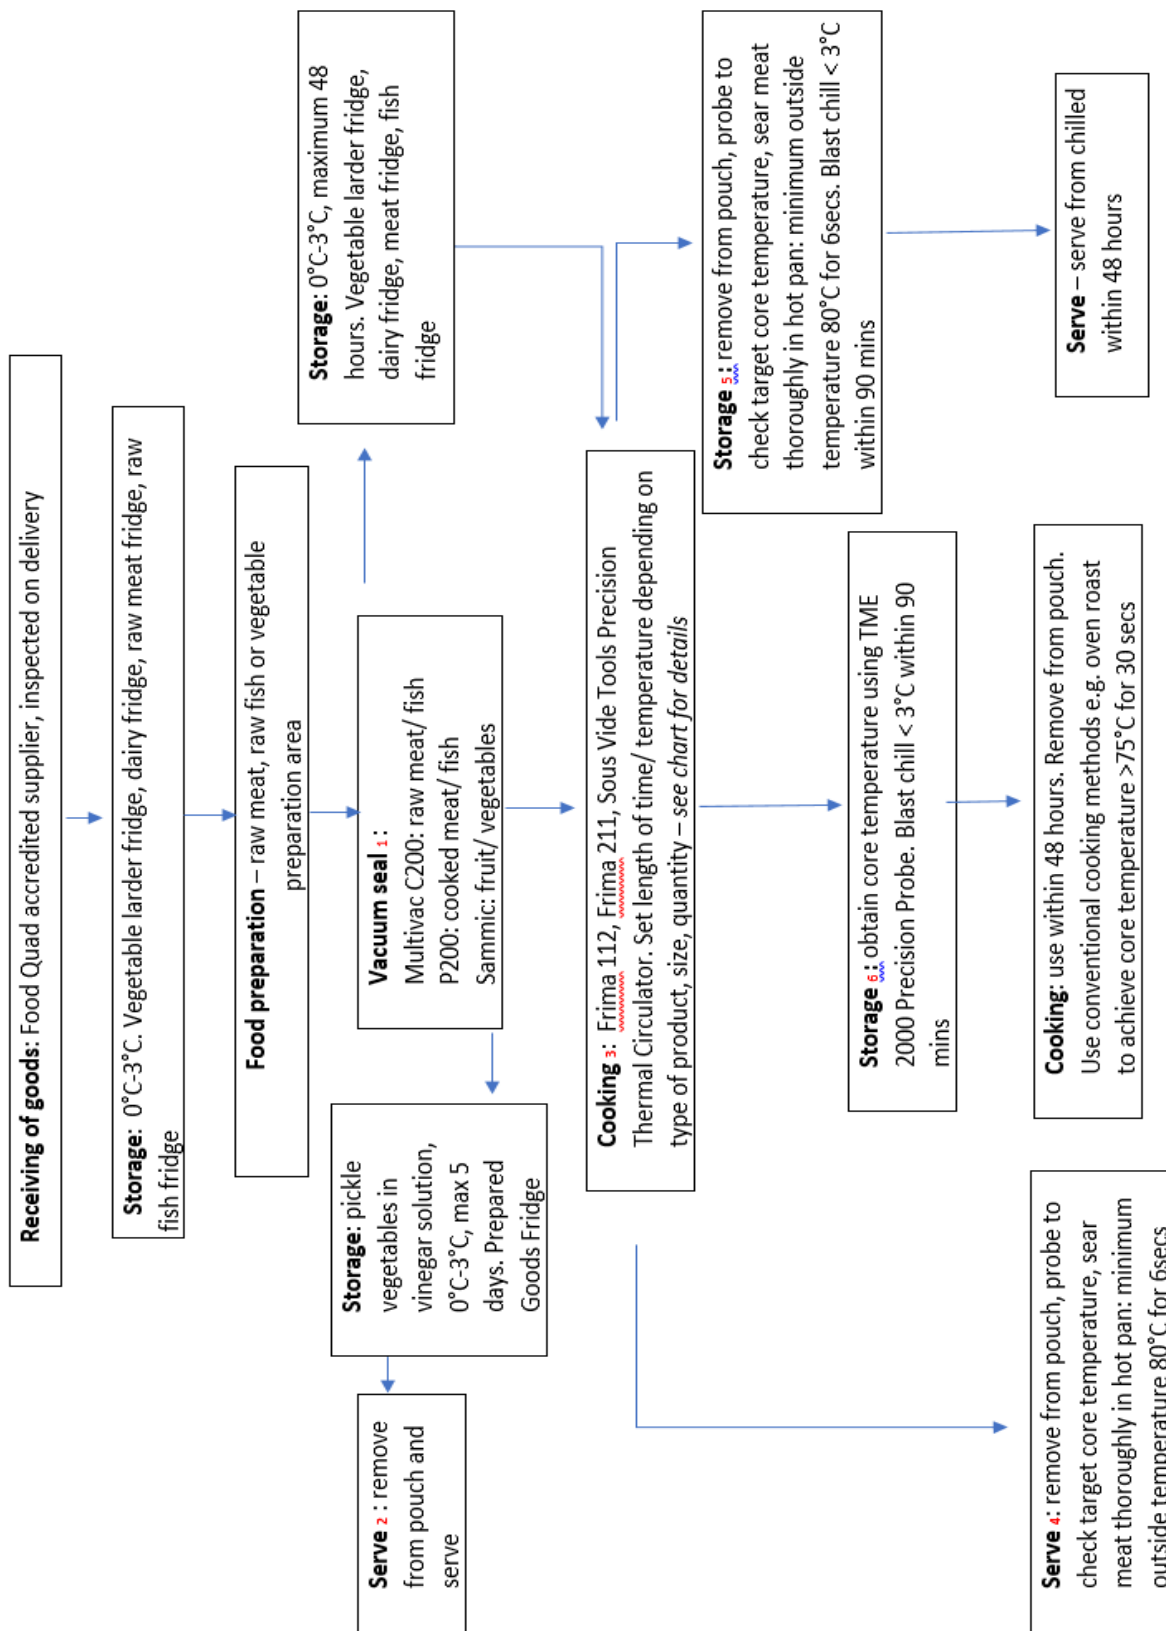 Receiving of goods: Food Quad accredited supplier, inspected on delivery
Storage: 0°C-3°C. Vegetable larder fridge, dairy fridge, raw meat fridge, raw
fish fridge
Food preparation – raw meat, raw fish or vegetable
preparation area
Vacuum seal 1 :
Multivac C200: raw meat/ fish
P200: cooked meat/ fish
Sammic: fruit/ vegetables
Storage: 0°C-3°C, maximum 48
hours. Vegetable larder fridge,
dairy fridge, meat fridge, fish
fridge
Storage: pickle
vegetables in
vinegar solution,
0°C-3°C, max 5
days. Prepared
Goods Fridge
Serve 2 : remove
from pouch and
serve
Cooking 3: Frima 112, Frima 211, Sous Vide Tools Precision
Thermal Circulator. Set length of time/ temperature depending on
type of product, size, quantity – see chart for details
Storage 5 : remove from pouch, probe to
check target core temperature, sear meat
thoroughly in hot pan: minimum outside
temperature 80°C for 6secs. Blast chill < 3°C
within 90 mins
Serve – serve from chilled
within 48 hours
Storage 6 : obtain core temperature using TME
2000 Precision Probe. Blast chill < 3°C within 90
mins
Cooking: use within 48 hours. Remove from pouch.
Use conventional cooking methods e.g. oven roast
to achieve core temperature >75°C for 30 secs
Serve 4: remove from pouch, probe to
check target core temperature, sear
meat thoroughly in hot pan: minimum
outside temperature 80°C for 6secs